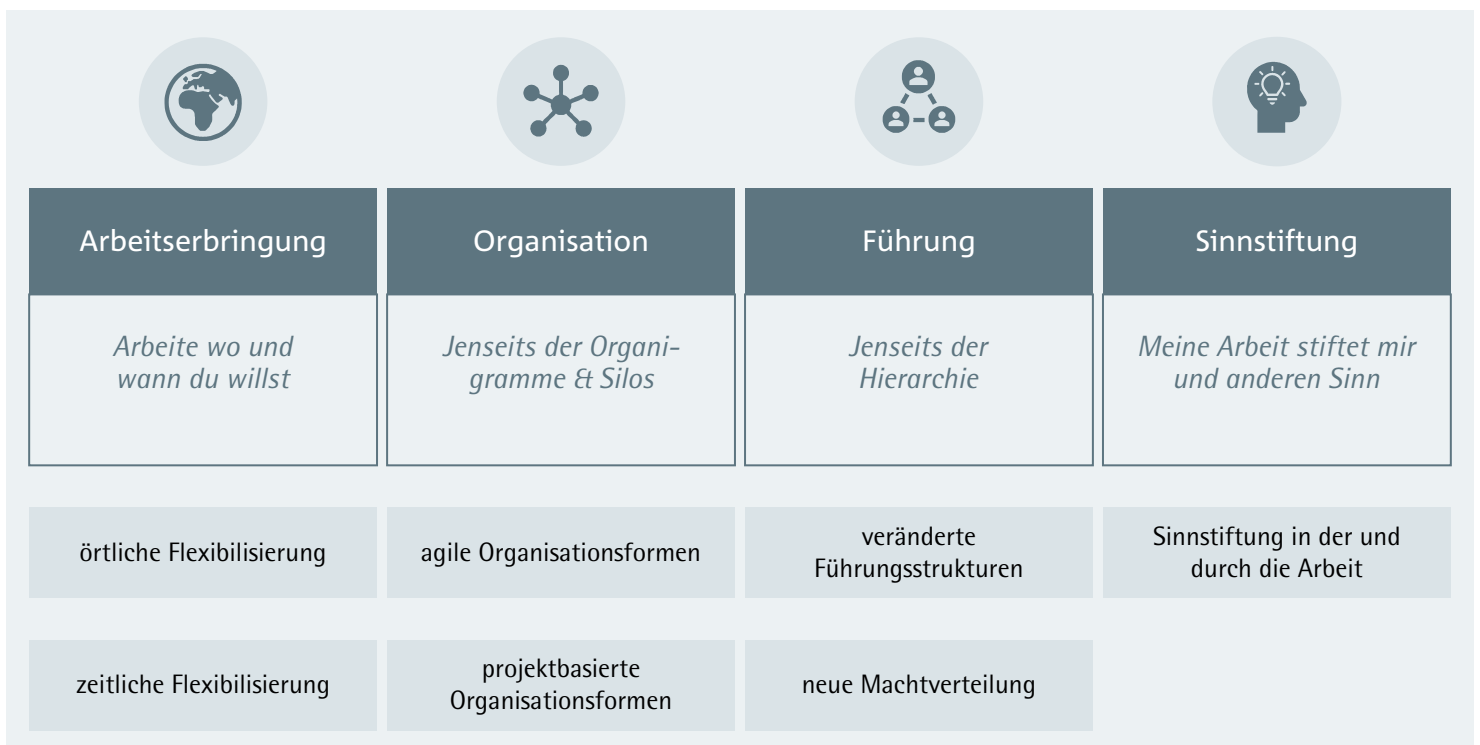 Arbeitserbringung
Organisation
Führung
Sinnstiftung
Arbeite wo und
wann du willst
Jenseits der Organi-
gramme & Silos
Jenseits der
Hierarchie
Meine Arbeit stiftet mir
und anderen Sinn
örtliche Flexibilisierung
agile Organisationsformen
veränderte
Führungsstrukturen
Sinnstiftung in der und
durch die Arbeit
zeitliche Flexibilisierung
projektbasierte
Organisationsformen
neue Machtverteilung